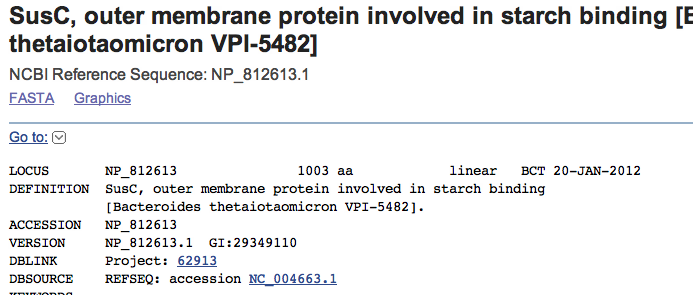 SusC, outer membrane protein involved in starch binding [
thetaiotaomicron VPI-5482]
NCBI Reference Sequence: NP_812613.1
FASTA Graphics
Go to:
LOCUS NP_812613 1003 aa linear BCT 20-JAN-2012
DEFINITION SusC, outer membrane protein involved in starch binding
[Bacteroides thetaiotaomicron VPI-5482].
ACCESSION NP_812613
VERSION NP_812613.1 GI:29349110
DBLINK Project: 62913
DBSOURCE REFSEQ: accession NC_004663.1